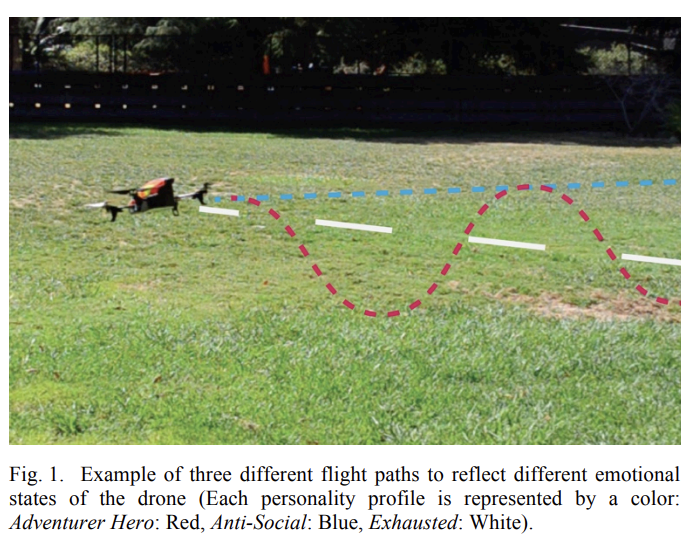 Fig. 1. Example of three different flight paths to reflect different emotional
states of the drone (Each personality profile is represented by a color:
Adventurer Hero: Red, Anti-Social: Blue, Exhausted: White).